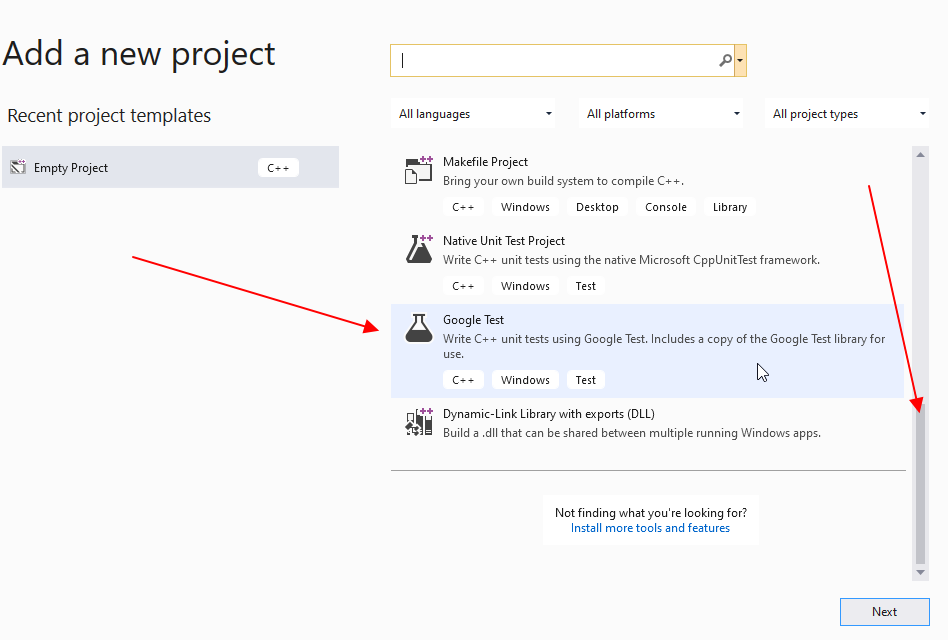 Add a new project
Recent project templates
Empty Project
C++
All languages
All platforms
All project types
Makefile Project
Bring your own build system to compile C++.
C++ Windows Desktop Console Library
Native Unit Test Project
Write C++ unit tests using the native Microsoft CppUnitTest framework.
C++ Windows Test
Google Test
Write C++ unit tests using Google Test. Includes a copy of the Google Test library for
use.
C++ Windows Test
Dynamic-Link Library with exports (DLL)
Build a .dll that can be shared between multiple running Windows apps.
Not finding what you're looking for?
Install more tools and features
Next